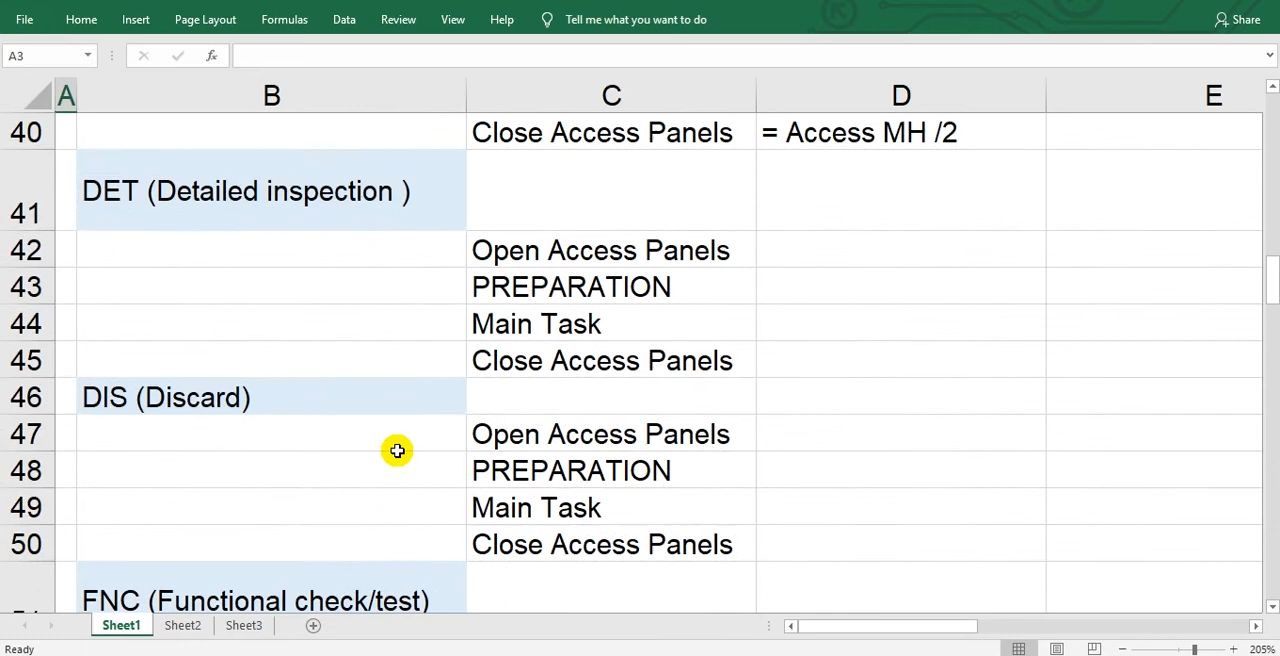 File Home Insert Page Layout Formulas Data Review View Help Tell me what you want to do Share
A3 fx
A B C D E
40 Close Access Panels = Access MH /2
41 DET (Detailed inspection )
42 Open Access Panels
43 PREPARATION
44 Main Task
45 Close Access Panels
46 DIS (Discard)
47 Open Access Panels
48 PREPARATION
49 Main Task
50 Close Access Panels
FNC (Functional check/test)
Sheet1 Sheet2 Sheet3
Ready 205%